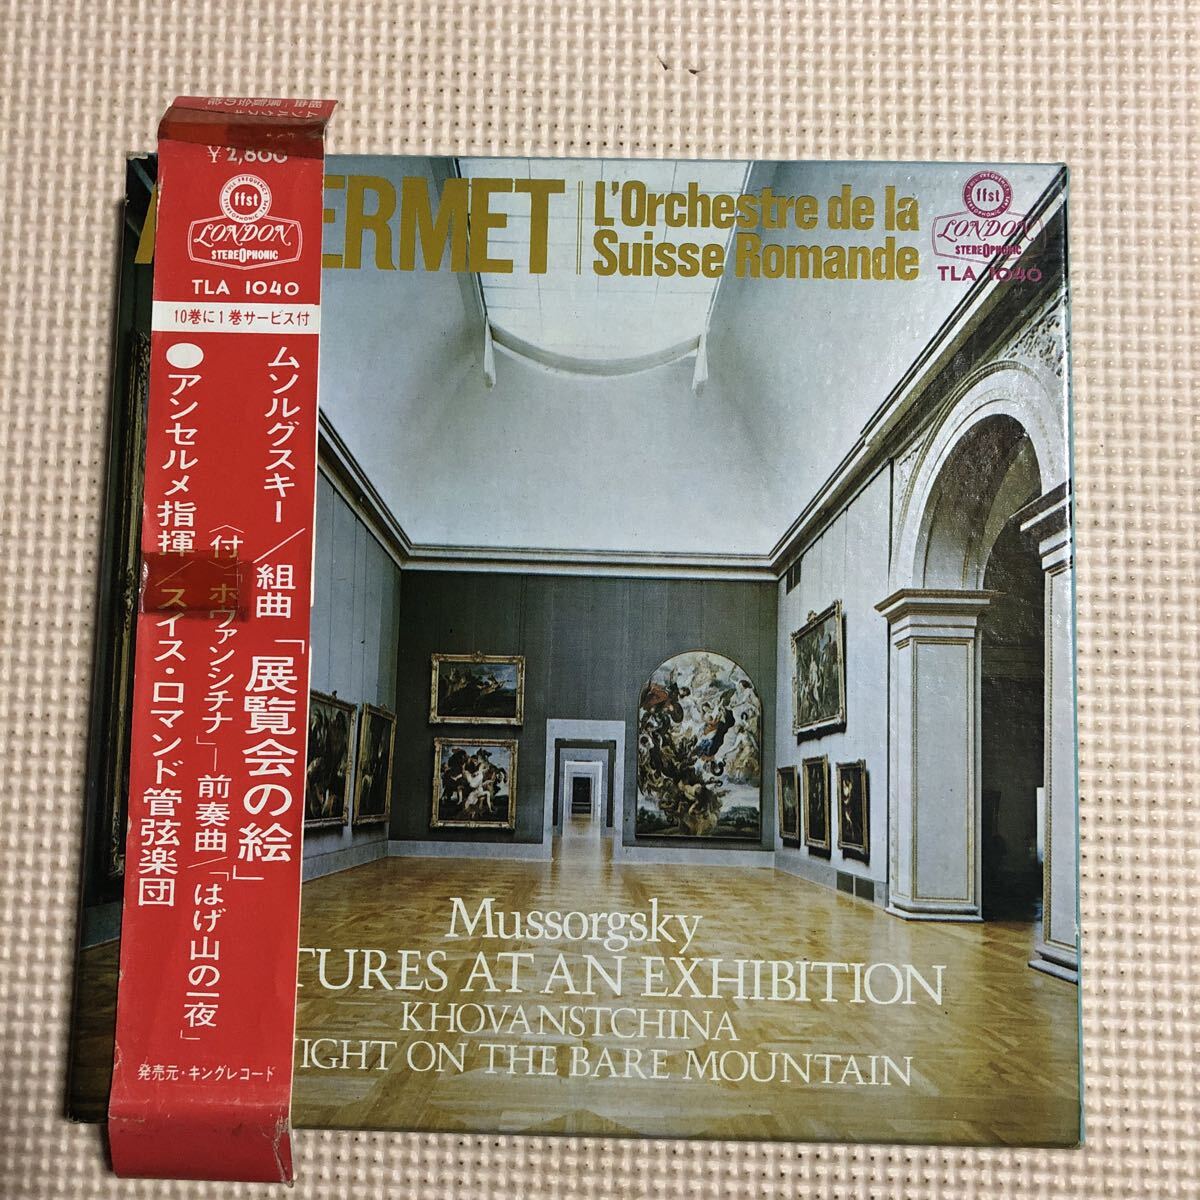 ¥2,800
FULL FREQUENCY
STEREOPHONIC TAPE
ffst
LONDON
STEREOPHONIC
TLA 1040
10巻に1巻サービス付
ムソルグスキー/組曲「展覧会の絵」
〈付〉「ホヴァンシチナ」―前奏曲/「はげ山の一夜」
●アンセルメ指揮/スイス・ロマンド管弦楽団
発売元・キングレコード
ERMET
L'Orchestre de la
Suisse Romande
ffst
LONDON
STEREOPHONIC
TLA 1040
Mussorgsky
TURES AT AN EXHIBITION
KHOVANSTCHINA
NIGHT ON THE BARE MOUNTAIN